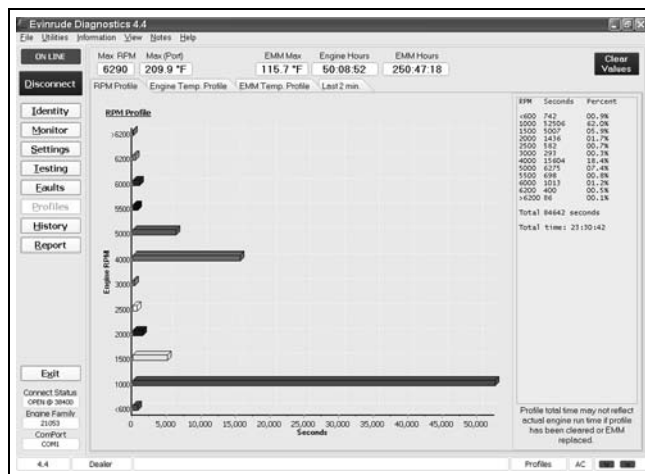 Evinrude Diagnostics 4.4
File Utilities Information View Notes Help
ON LINE
Disconnect
Identity
Monitor
Settings
Testing
Faults
Profiles
History
Report
Exit
Connect Status
OPEN @ 38400
Engine Family
21053
ComPort
COM1
Max RPM Max (Port) EMM Max Engine Hours EMM Hours
6290 209.9 °F 115.7 °F 50:08:52 250:47:18
Clear Values
RPM Profile Engine Temp. Profile EMM Temp. Profile Last 2 min.
RPM Profile
Engine RPM
>6200
6200
6000
5500
5000
4000
3000
2500
2000
1500
1000
<600
0 5,000 10,000 15,000 20,000 25,000 30,000 35,000 40,000 45,000 50,000
Seconds
RPM Seconds Percent
<600 742 00.9%
1000 52506 62.0%
1500 5007 05.9%
2000 1436 01.7%
2500 582 00.7%
3000 293 00.3%
4000 15604 18.4%
5000 6275 07.4%
5500 698 00.8%
6000 1013 01.2%
6200 400 00.5%
>6200 86 00.1%
Total 84642 seconds
Total time: 23:30:42
Profile total time may not reflect
actual engine run time if profile
has been cleared or EMM
replaced.
4.4 Dealer Profiles AC